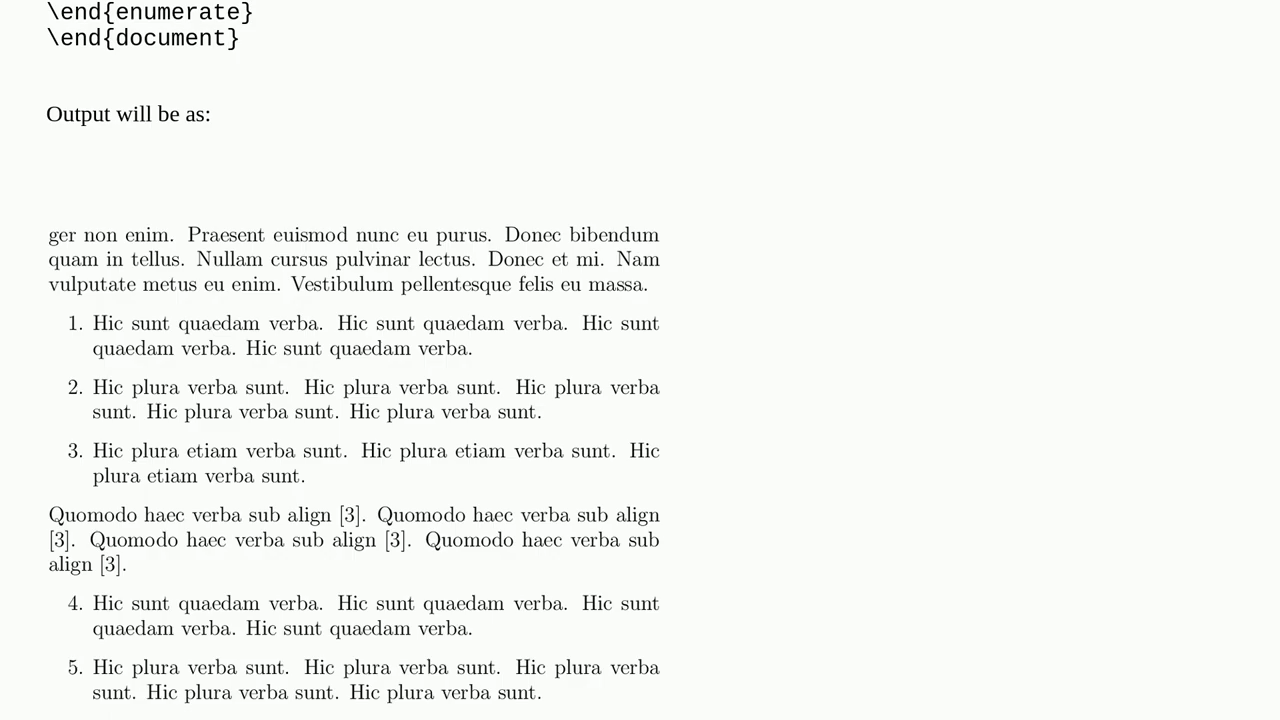 \end{enumerate}
\end{document}
Output will be as:
ger non enim. Praesent euismod nunc eu purus. Donec bibendum
quam in tellus. Nullam cursus pulvinar lectus. Donec et mi. Nam
vulputate metus eu enim. Vestibulum pellentesque felis eu massa.
1. Hic sunt quaedam verba. Hic sunt quaedam verba. Hic sunt
quaedam verba. Hic sunt quaedam verba.
2. Hic plura verba sunt. Hic plura verba sunt. Hic plura verba
sunt. Hic plura verba sunt. Hic plura verba sunt.
3. Hic plura etiam verba sunt. Hic plura etiam verba sunt. Hic
plura etiam verba sunt.
Quomodo haec verba sub align [3]. Quomodo haec verba sub align
[3]. Quomodo haec verba sub align [3]. Quomodo haec verba sub
align [3].
4. Hic sunt quaedam verba. Hic sunt quaedam verba. Hic sunt
quaedam verba. Hic sunt quaedam verba.
5. Hic plura verba sunt. Hic plura verba sunt. Hic plura verba
sunt. Hic plura verba sunt. Hic plura verba sunt.